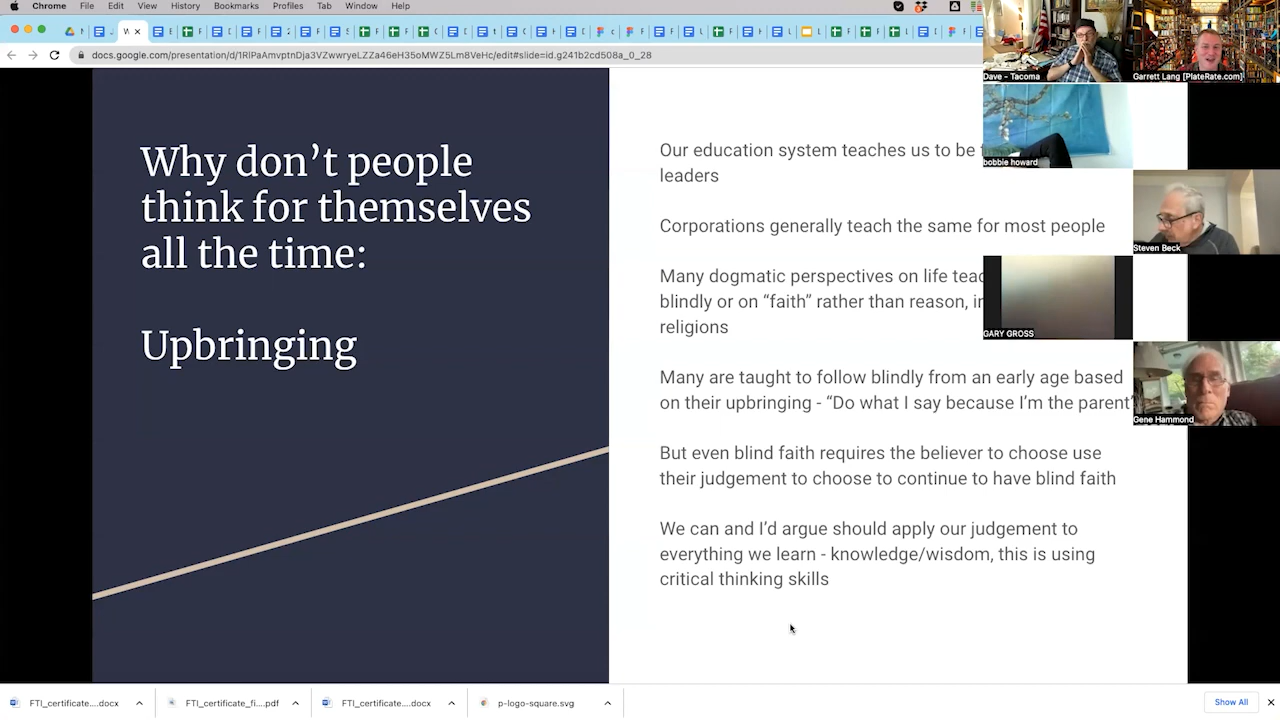 Chrome File Edit View History Bookmarks Profiles Tab Window Help
docs.google.com/presentation/d/1RlPaAmvptnDja3VZwwryeLZZa46eH35oMWZ5Lm8VeHc/edit#slide=id.g241b2cd508a_0_28
Why don’t people
think for themselves
all the time:
Upbringing
Our education system teaches us to be
leaders
Corporations generally teach the same for most people
Many dogmatic perspectives on life
blindly or on “faith” rather than reason,
religions
Many are taught to follow blindly from an early age based
on their upbringing - “Do what I say because I’m the parent”
But even blind faith requires the believer to choose use
their judgement to choose to continue to have blind faith
We can and I’d argue should apply our judgement to
everything we learn - knowledge/wisdom, this is using
critical thinking skills
Dave - Tacoma
Garrett Lang [PlateRate.com]
bobbie howard
Steven Beck
GARY GROSS
Gene Hammond
FTI_certificate....docx
FTI_certificate_fi....pdf
FTI_certificate....docx
p-logo-square.svg
Show All